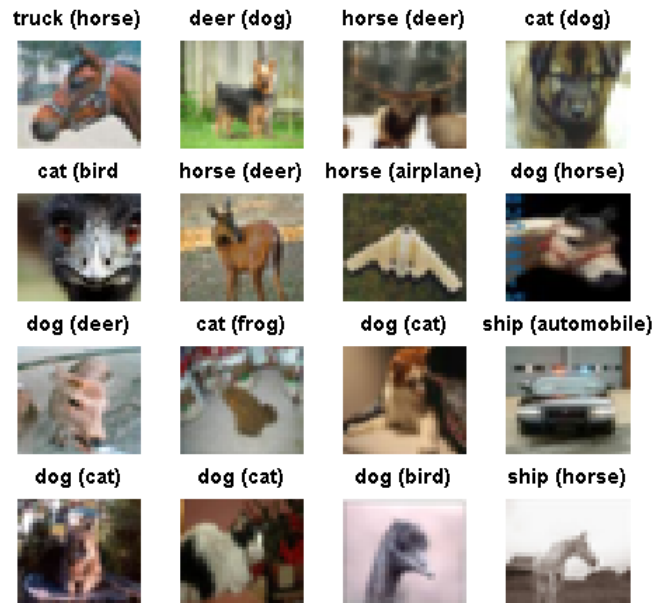 truck (horse) deer (dog) horse (deer) cat (dog)
cat (bird horse (deer) horse (airplane) dog (horse)
dog (deer) cat (frog) dog (cat) ship (automobile)
dog (cat) dog (cat) dog (bird) ship (horse)